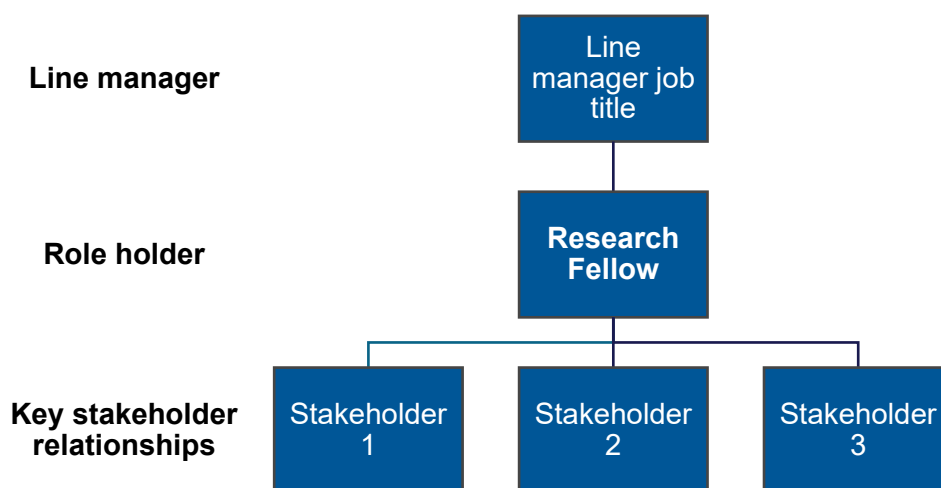 Line manager
Line
manager job
title
Role holder
Research
Fellow
Key stakeholder
relationships
Stakeholder
1
Stakeholder
2
Stakeholder
3